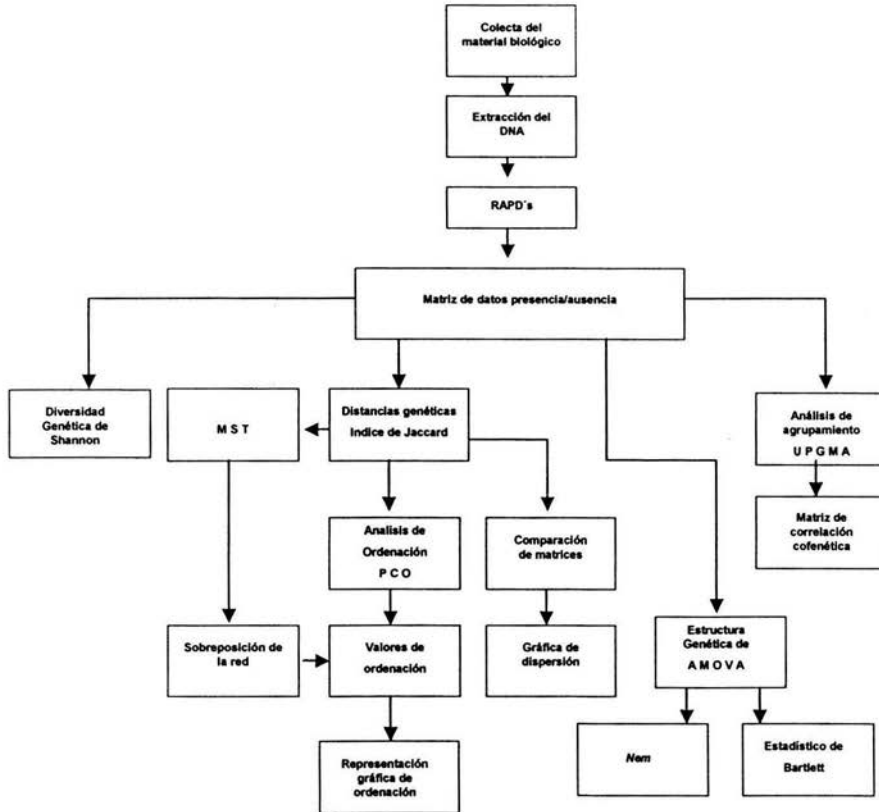 Colecta del
material biológico
Extracción del
DNA
RAPD´s
Matriz de datos presencia/ausencia
Diversidad
Genética de
Shannon
M S T
Distancias genéticas
Indice de Jaccard
Análisis de
agrupamiento
U P G M A
Analisis de
Ordenación
P C O
Comparación
de matrices
Matriz de
correlación
cofenética
Sobreposición de
la red
Valores de
ordenación
Gráfica de
dispersión
Estructura
Genética de
A M O V A
Representación
gráfica de
ordenación
Nem
Estadístico de
Bartlett